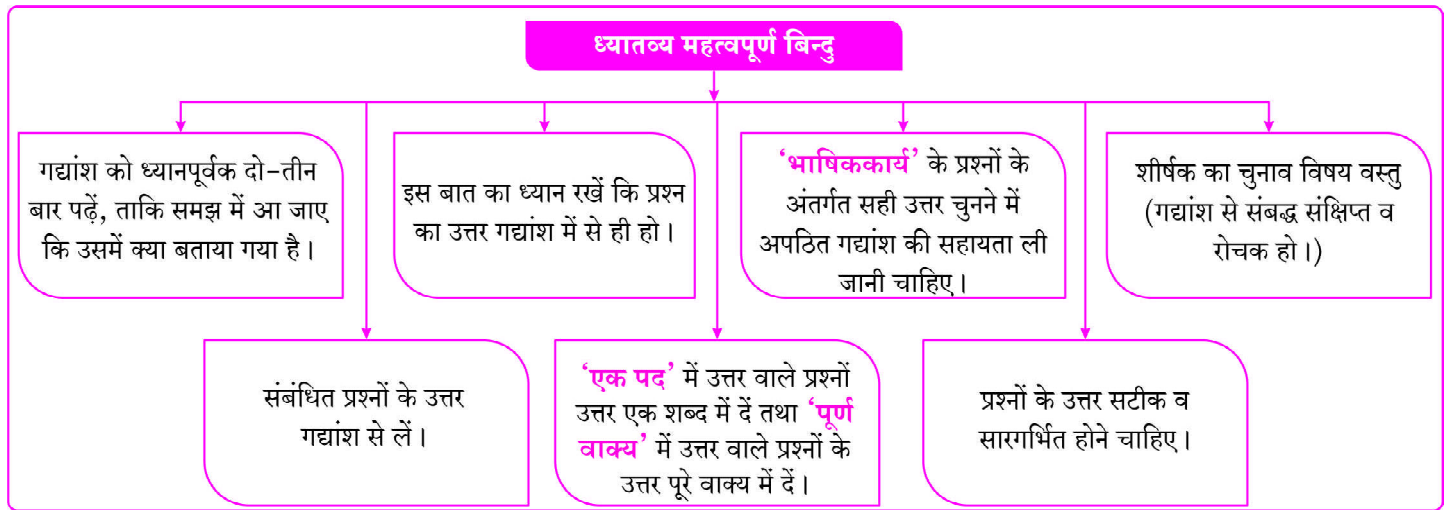 ध्यातव्य महत्वपूर्ण बिन्दु
गद्यांश को ध्यानपूर्वक दो-तीन
बार पढ़ें, ताकि समझ में आ जाए
कि उसमें क्या बताया गया है।
इस बात का ध्यान रखें कि प्रश्न
का उत्तर गद्यांश में से ही हो।
‘भाषिककार्य’ के प्रश्नों के
अंतर्गत सही उत्तर चुनने में
अपठित गद्यांश की सहायता ली
जानी चाहिए।
शीर्षक का चुनाव विषय वस्तु
(गद्यांश से संबद्ध संक्षिप्त व
रोचक हो।)
संबंधित प्रश्नों के उत्तर
गद्यांश से लें।
‘एक पद’ में उत्तर वाले प्रश्नों
उत्तर एक शब्द में दें तथा ‘पूर्ण
वाक्य’ में उत्तर वाले प्रश्नों के
उत्तर पूरे वाक्य में दें।
प्रश्नों के उत्तर सटीक व
सारगर्भित होने चाहिए।